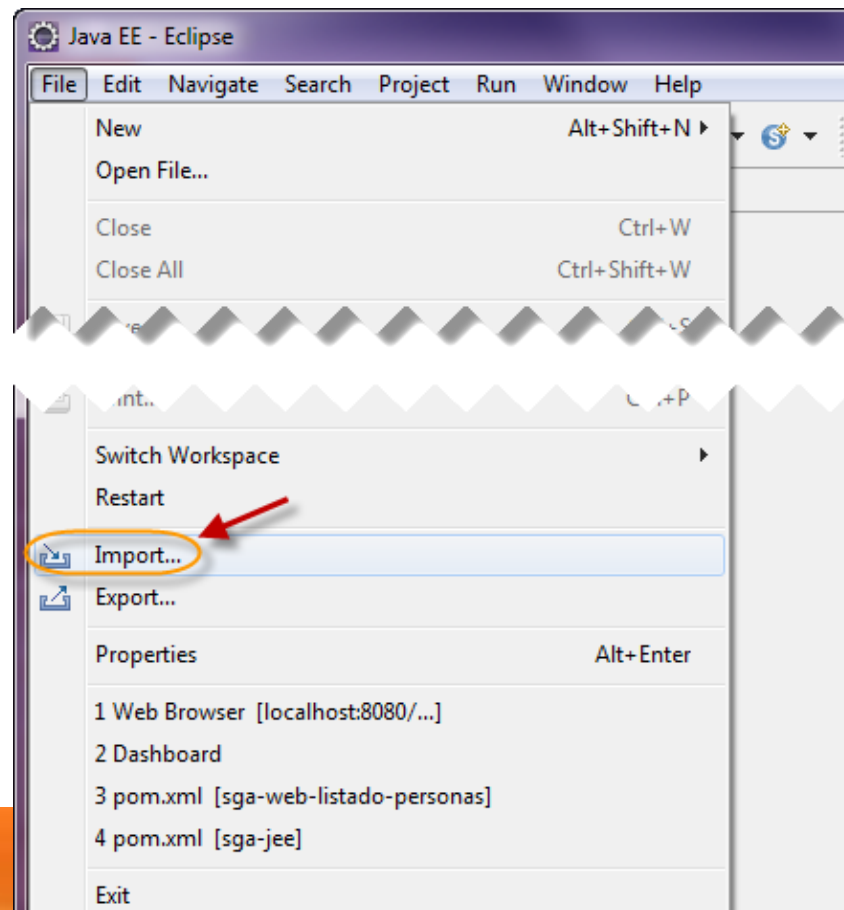 Java EE - Eclipse
File Edit Navigate Search Project Run Window Help
New Alt+Shift+N
Open File...
Close Ctrl+W
Close All Ctrl+Shift+W
Switch Workspace
Restart
Import...
Export...
Properties Alt+Enter
1 Web Browser [localhost:8080/...]
2 Dashboard
3 pom.xml [sga-web-listado-personas]
4 pom.xml [sga-jee]
Exit